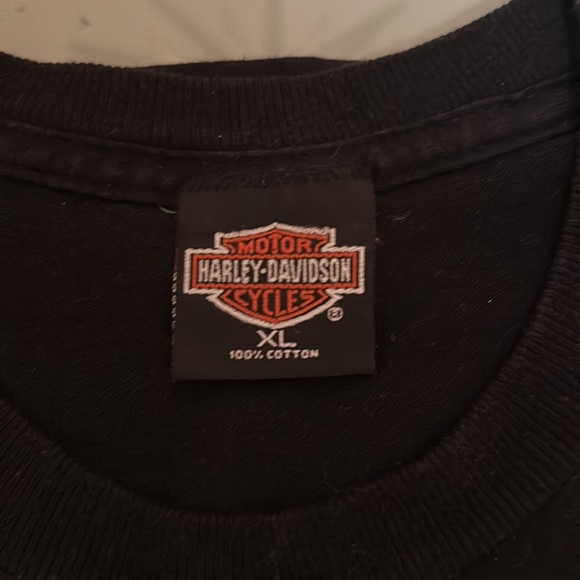 MOTOR
HARLEY-DAVIDSON
CYCLES
®
XL
100% COTTON